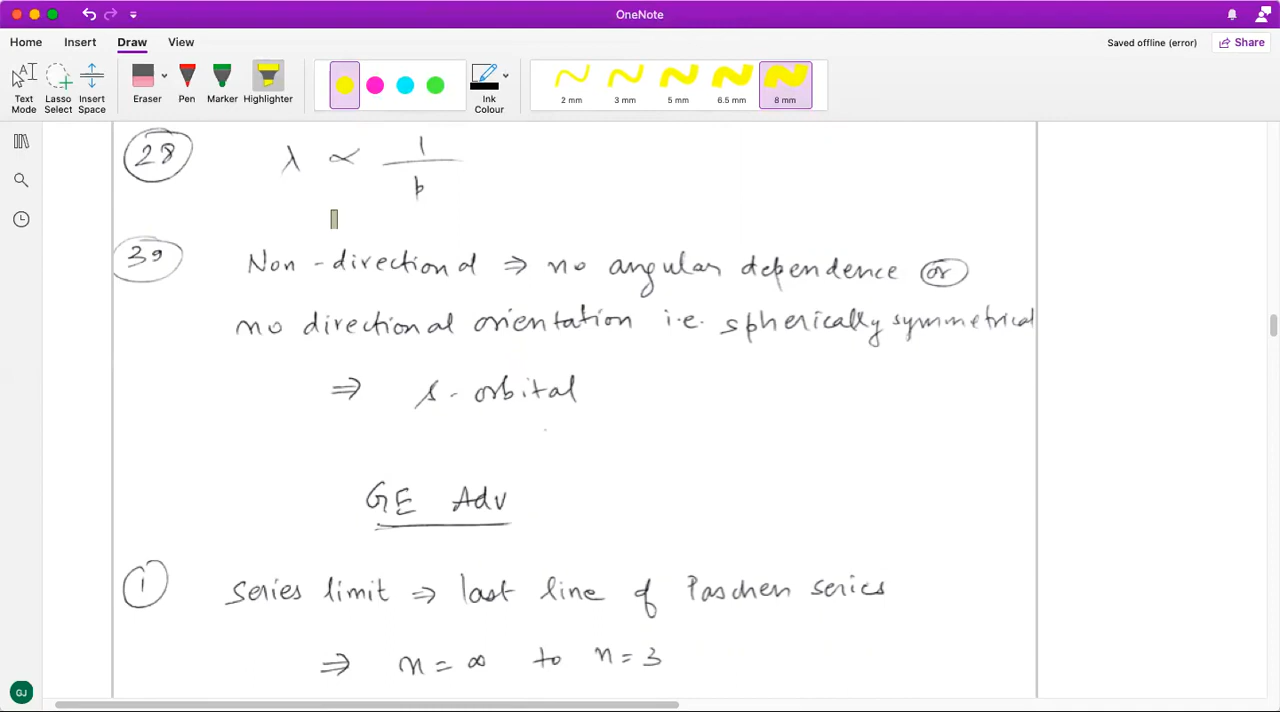 OneNote
Home Insert Draw View
Saved offline (error) Share
Text Mode Lasso Select Insert Space Eraser Pen Marker Highlighter Ink Colour 2 mm 3 mm 5 mm 6.5 mm 8 mm
28 λ ∝ 1/p
39 Non-directional ⇒ no angular dependence or
no directional orientation i.e. spherically symmetrical
⇒ s-orbital
GE Adv
1 Series limit ⇒ last line of Paschen series
⇒ n = ∞ to n = 3
GJ